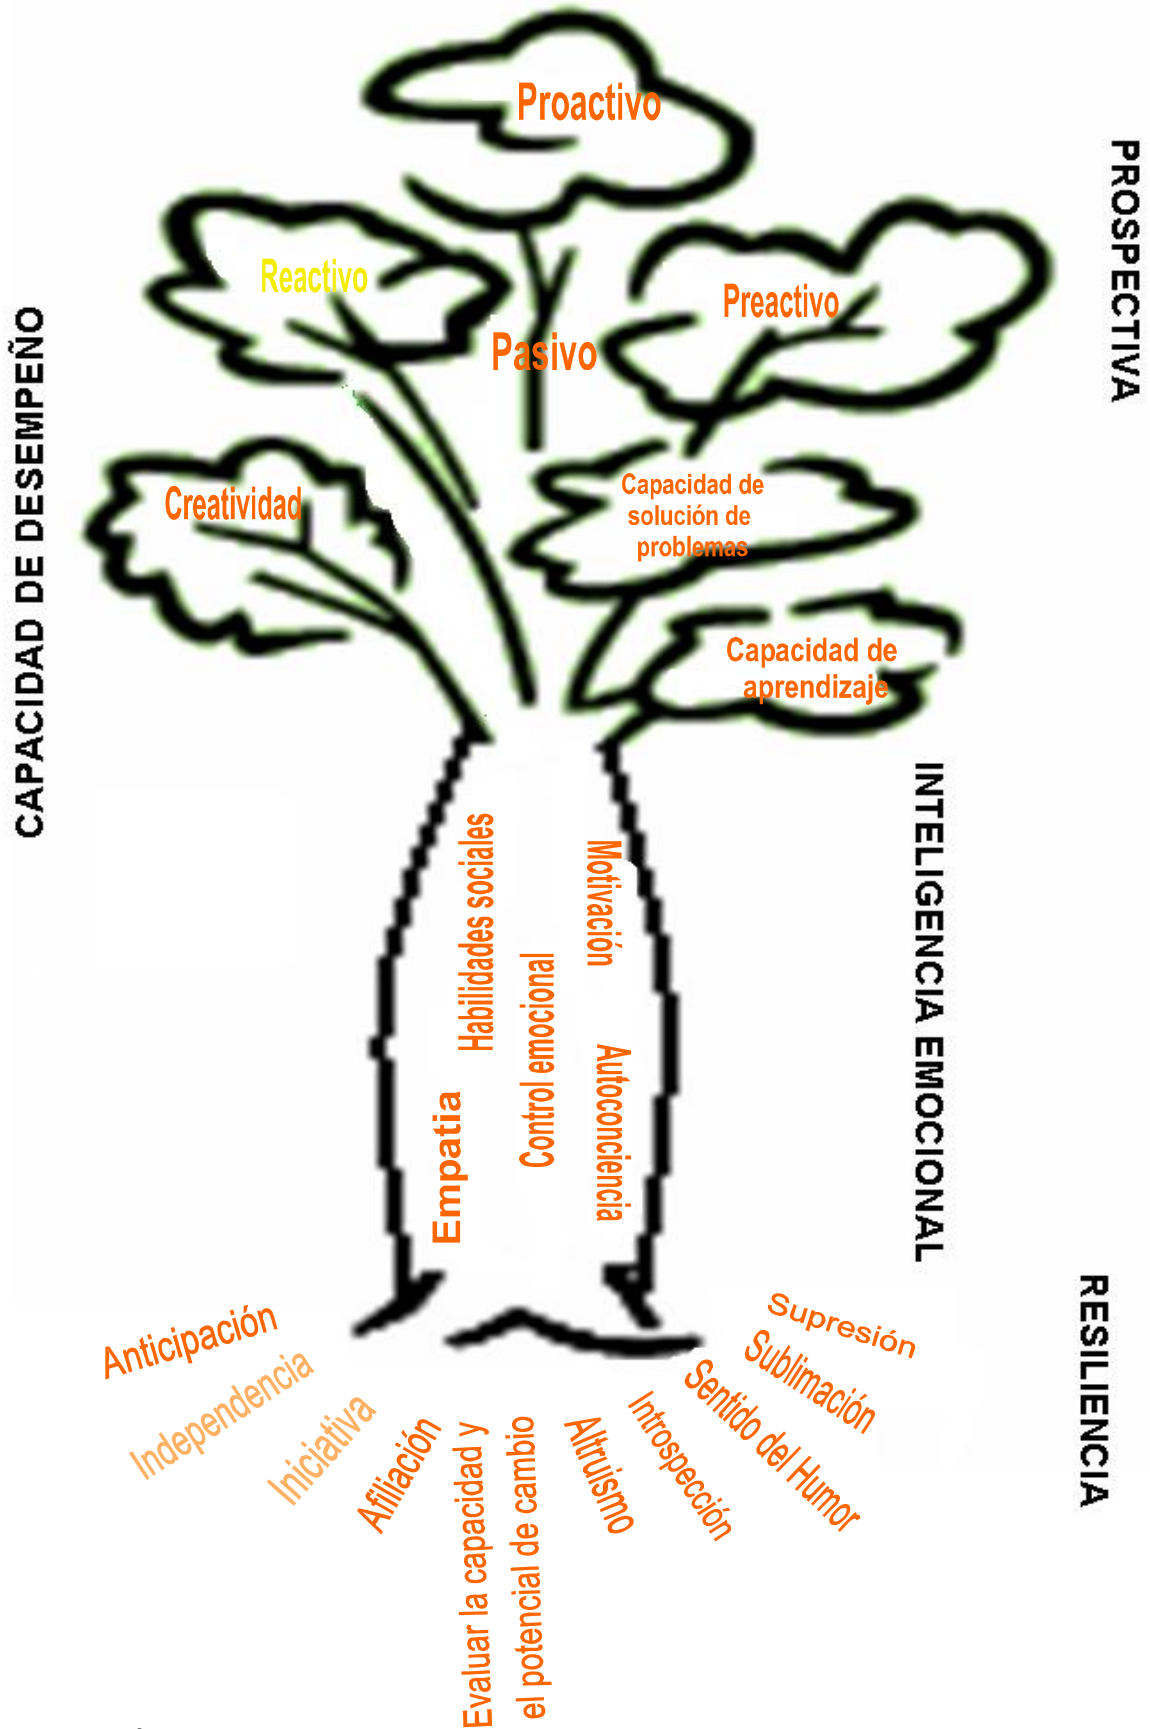 Proactivo
PROSPECTIVA
Reactivo
Preactivo
Pasivo
CAPACIDAD DE DESEMPEÑO
Creatividad
Capacidad de
solución de
problemas
Capacidad de
aprendizaje
INTELIGENCIA EMOCIONAL
Habilidades sociales
Motivación
Control emocional
Autoconciencia
Empatia
RESILIENCIA
Anticipación
Independencia
Iniciativa
Afiliación
Evaluar la capacidad y
el potencial de cambio
Altruismo
Introspección
Sentido del Humor
Sublimación
Supresión